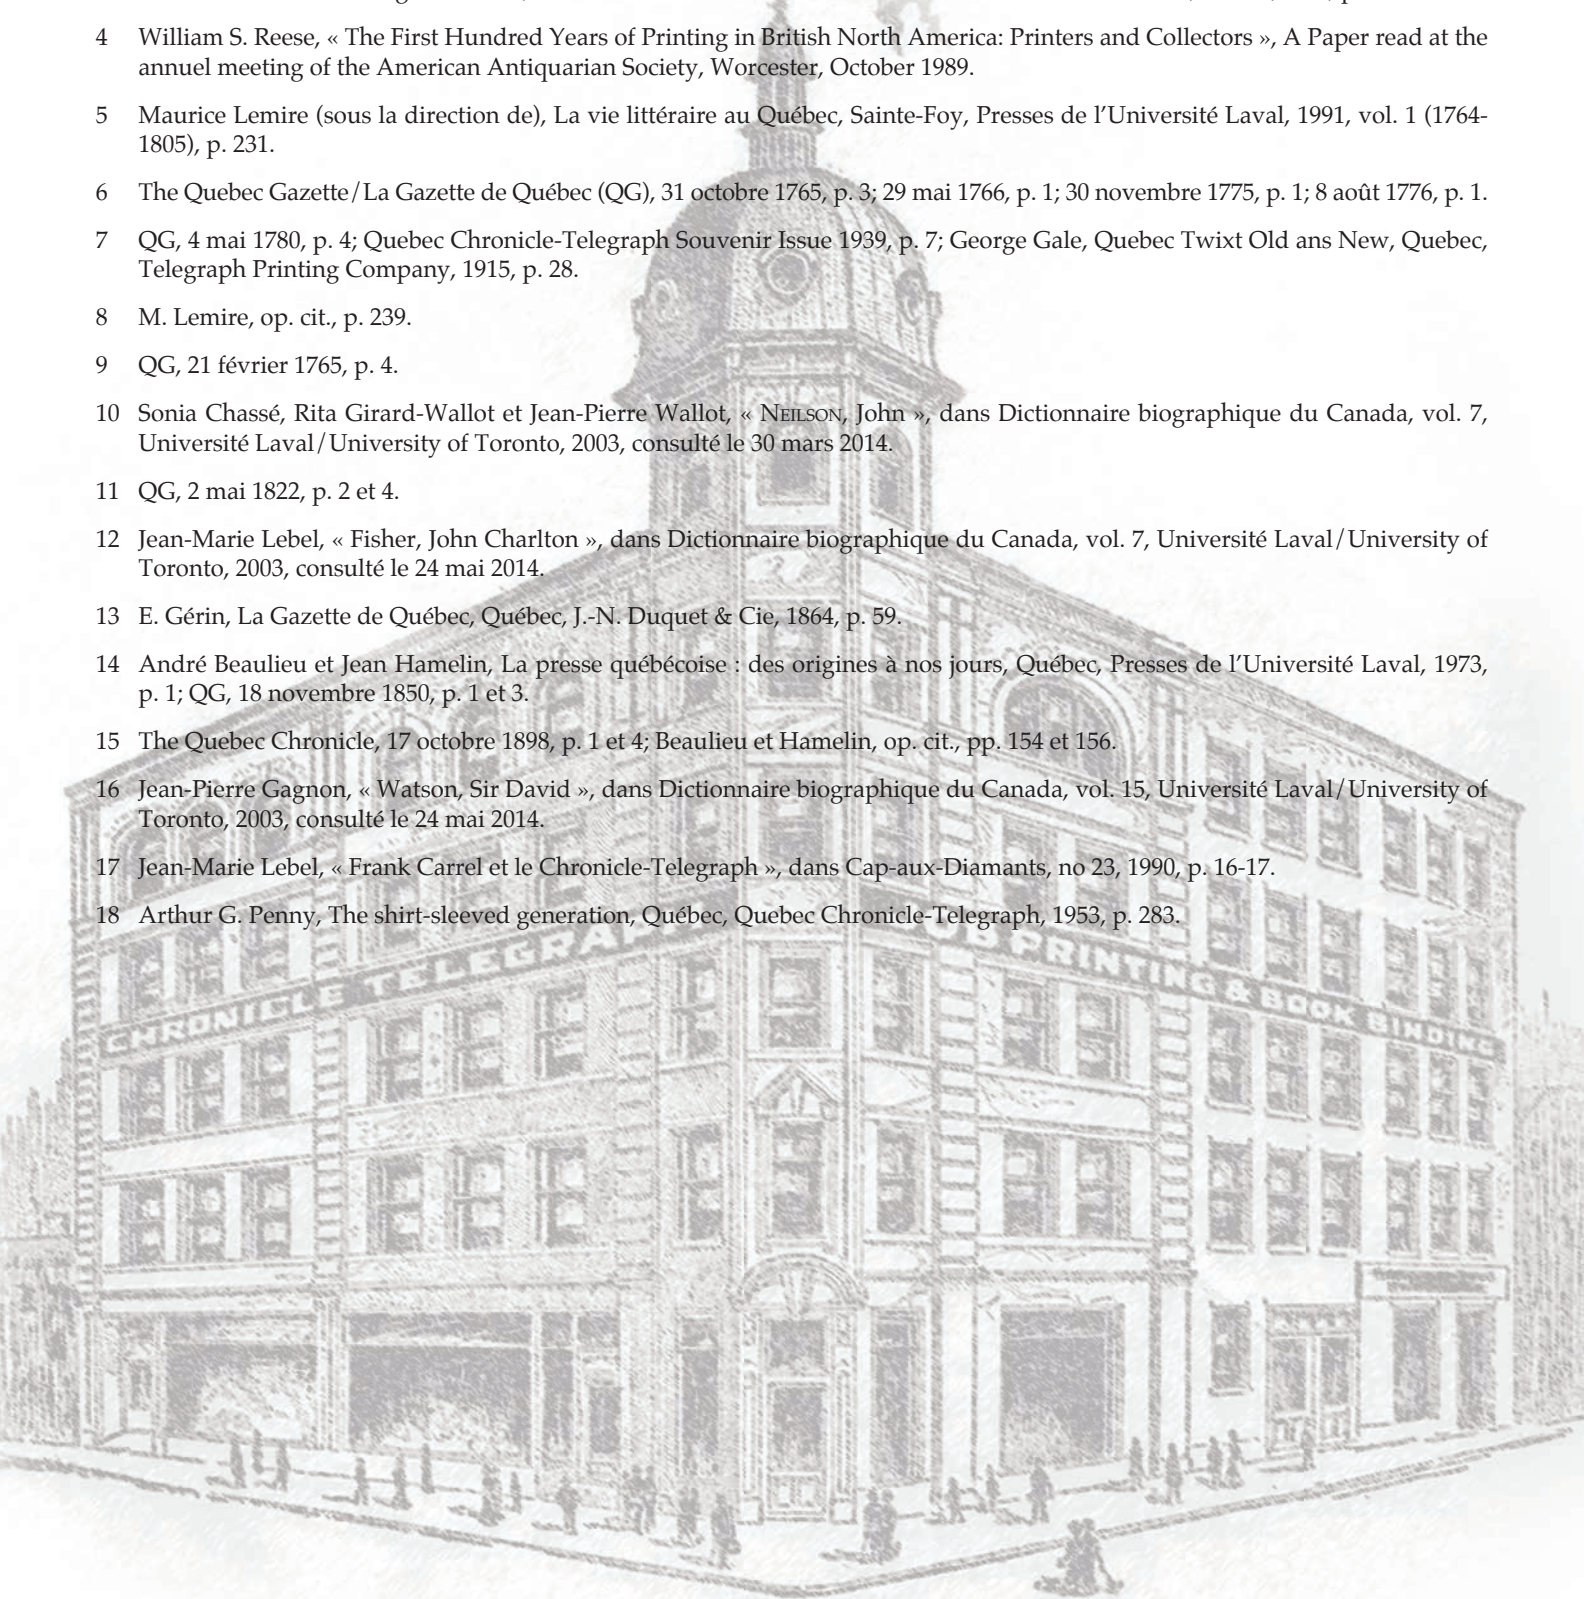 4 William S. Reese, « The First Hundred Years of Printing in British North America: Printers and Collectors », A Paper read at the
annuel meeting of the American Antiquarian Society, Worcester, October 1989.
5 Maurice Lemire (sous la direction de), La vie littéraire au Québec, Sainte-Foy, Presses de l’Université Laval, 1991, vol. 1 (1764-
1805), p. 231.
6 The Quebec Gazette/La Gazette de Québec (QG), 31 octobre 1765, p. 3; 29 mai 1766, p. 1; 30 novembre 1775, p. 1; 8 août 1776, p. 1.
7 QG, 4 mai 1780, p. 4; Quebec Chronicle-Telegraph Souvenir Issue 1939, p. 7; George Gale, Quebec Twixt Old ans New, Quebec,
Telegraph Printing Company, 1915, p. 28.
8 M. Lemire, op. cit., p. 239.
9 QG, 21 février 1765, p. 4.
10 Sonia Chassé, Rita Girard-Wallot et Jean-Pierre Wallot, « NEILSON, John », dans Dictionnaire biographique du Canada, vol. 7,
Université Laval/University of Toronto, 2003, consulté le 30 mars 2014.
11 QG, 2 mai 1822, p. 2 et 4.
12 Jean-Marie Lebel, « Fisher, John Charlton », dans Dictionnaire biographique du Canada, vol. 7, Université Laval/University of
Toronto, 2003, consulté le 24 mai 2014.
13 E. Gérin, La Gazette de Québec, Québec, J.-N. Duquet & Cie, 1864, p. 59.
14 André Beaulieu et Jean Hamelin, La presse québécoise : des origines à nos jours, Québec, Presses de l’Université Laval, 1973,
p. 1; QG, 18 novembre 1850, p. 1 et 3.
15 The Quebec Chronicle, 17 octobre 1898, p. 1 et 4; Beaulieu et Hamelin, op. cit., pp. 154 et 156.
16 Jean-Pierre Gagnon, « Watson, Sir David », dans Dictionnaire biographique du Canada, vol. 15, Université Laval/University of
Toronto, 2003, consulté le 24 mai 2014.
17 Jean-Marie Lebel, « Frank Carrel et le Chronicle-Telegraph », dans Cap-aux-Diamants, no 23, 1990, p. 16-17.
18 Arthur G. Penny, The shirt-sleeved generation, Québec, Quebec Chronicle-Telegraph, 1953, p. 283.
CHRONICLE TELEGRAPH
PRINTING & BOOK BINDING